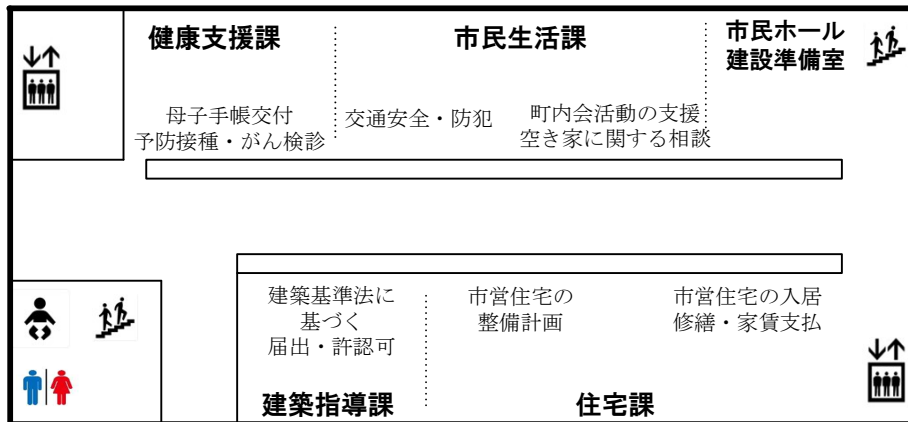 健康支援課
母子手帳交付
予防接種・がん検診
市民生活課
交通安全・防犯
町内会活動の支援
空き家に関する相談
市民ホール
建設準備室
建築基準法に
基づく
届出・許認可
建築指導課
市営住宅の
整備計画
市営住宅の入居
修繕・家賃支払
住宅課